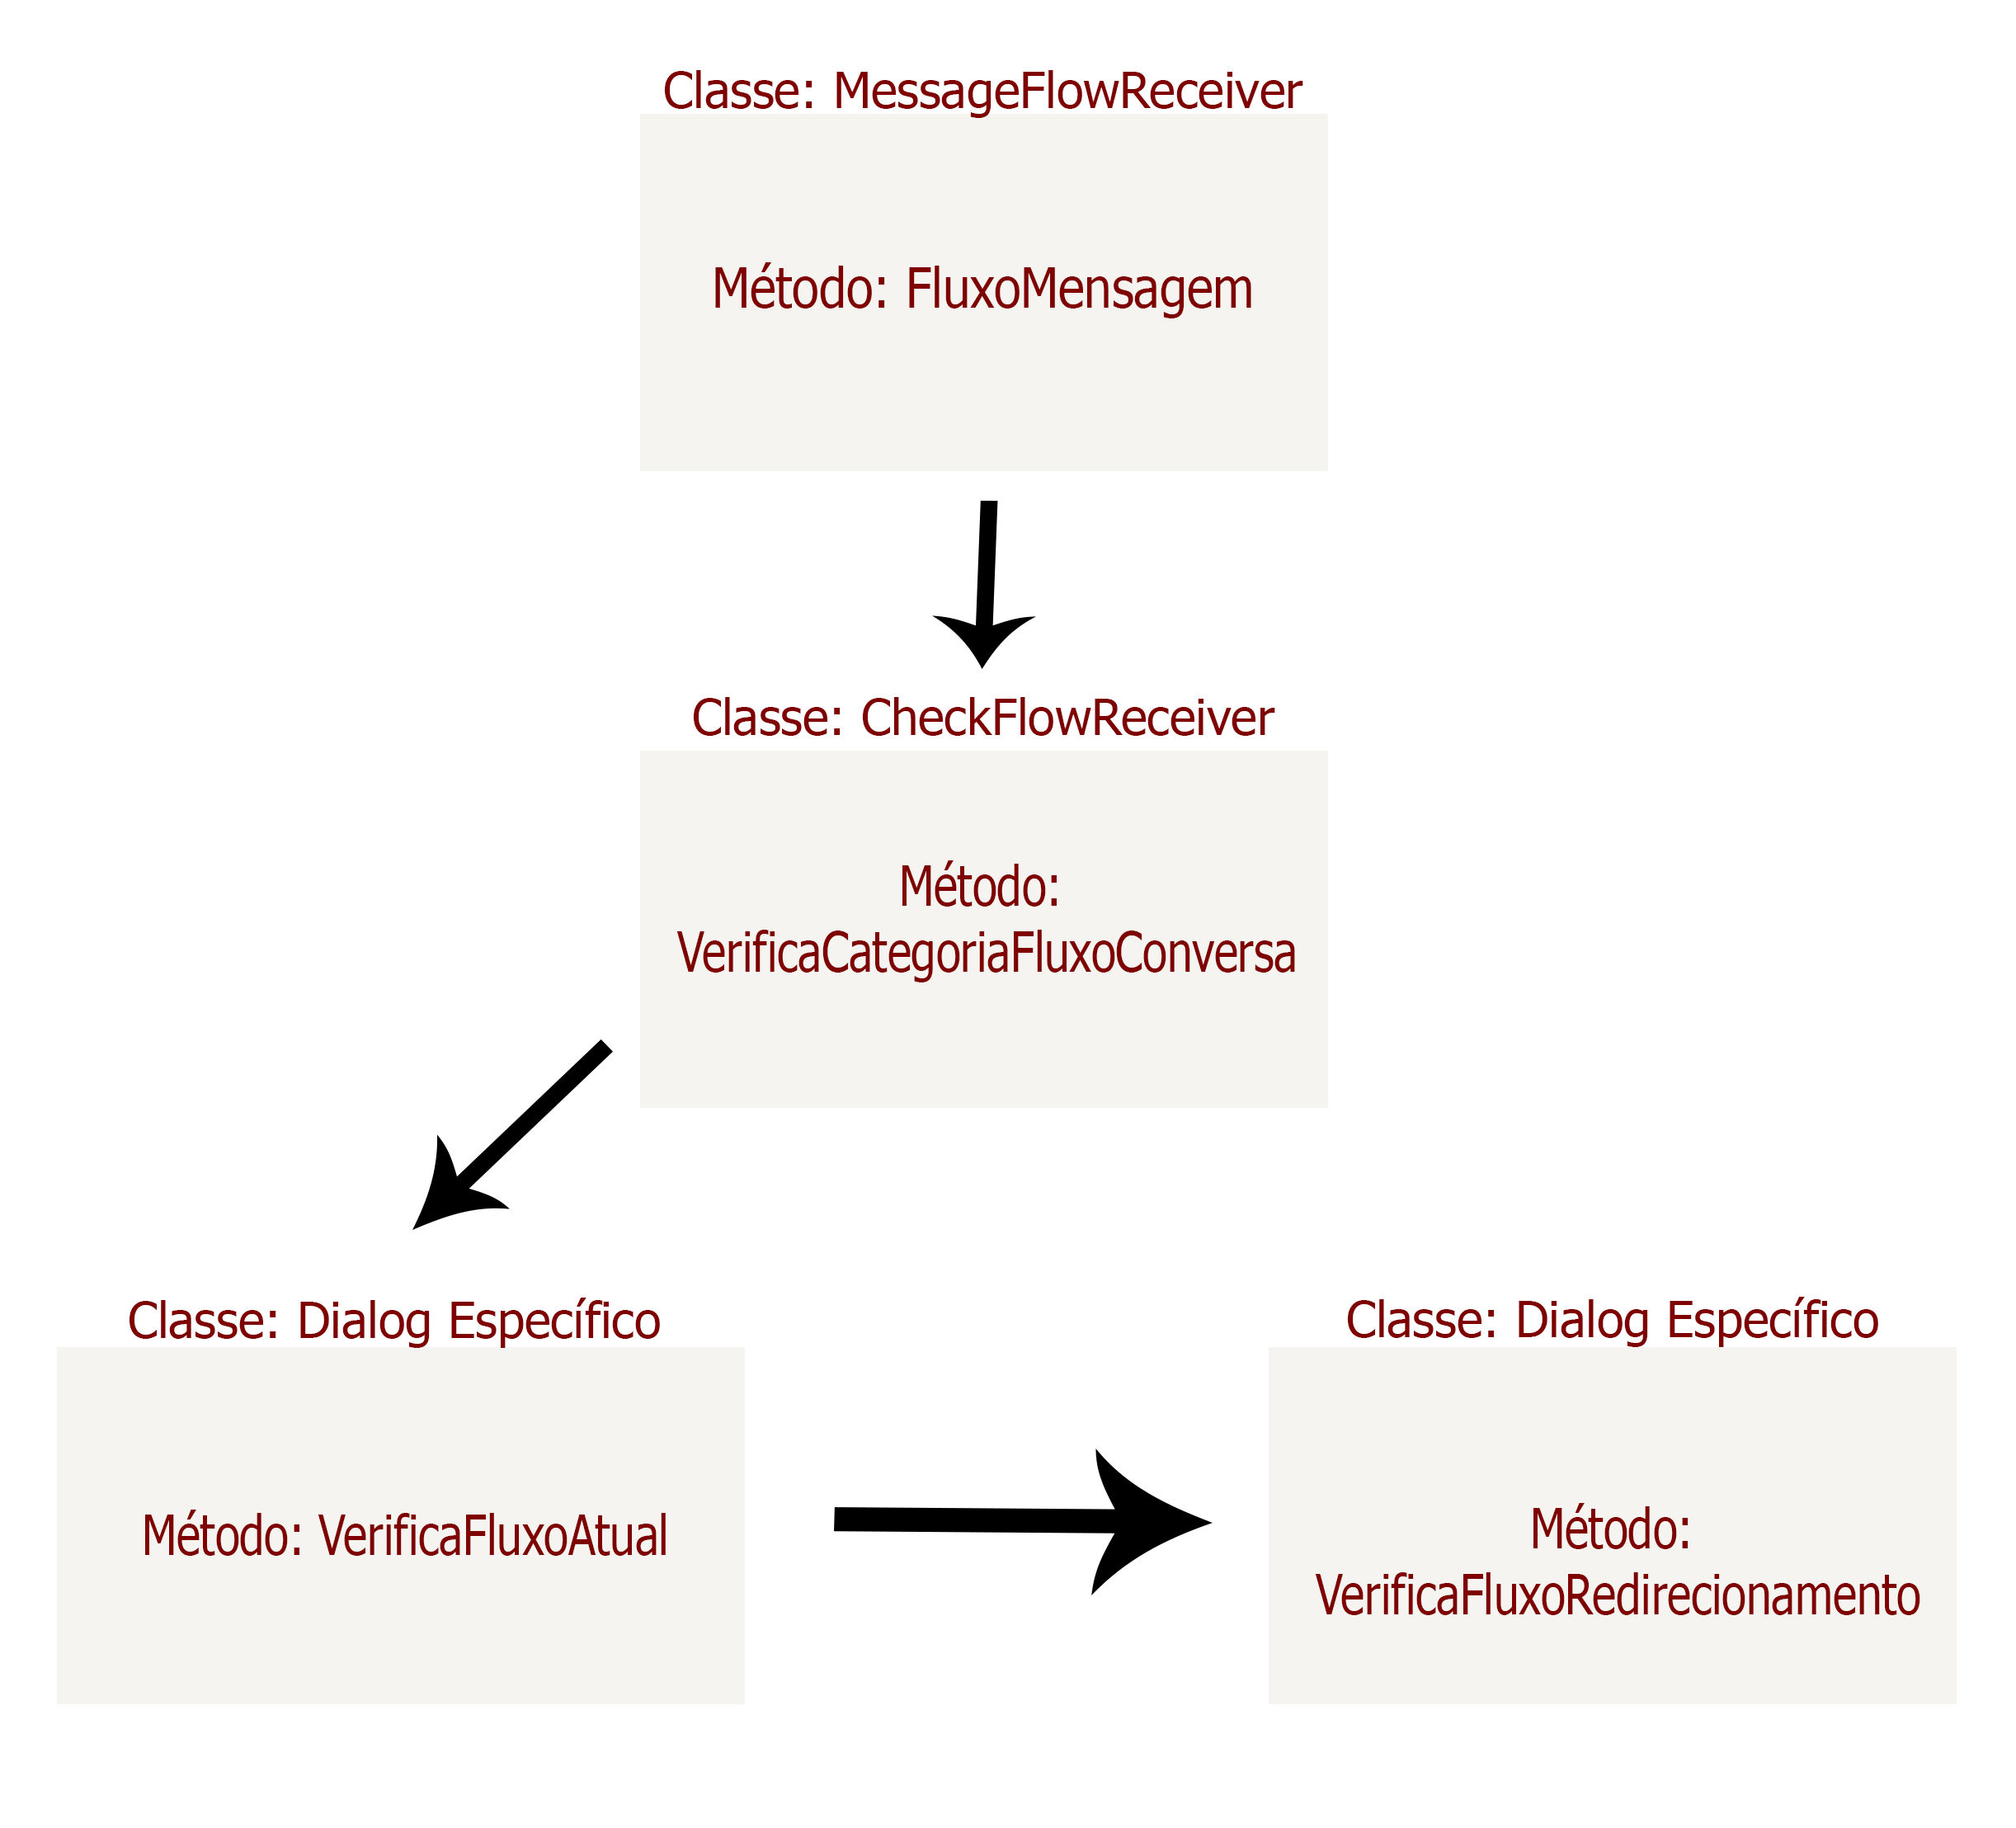 Classe: MessageFlowReceiver
Método: FluxoMensagem
Classe: CheckFlowReceiver
Método:
VerificaCategoriaFluxoConversa
Classe: Dialog Específico
Método: VerificaFluxoAtual
Classe: Dialog Específico
Método:
VerificaFluxoRedirecionamento